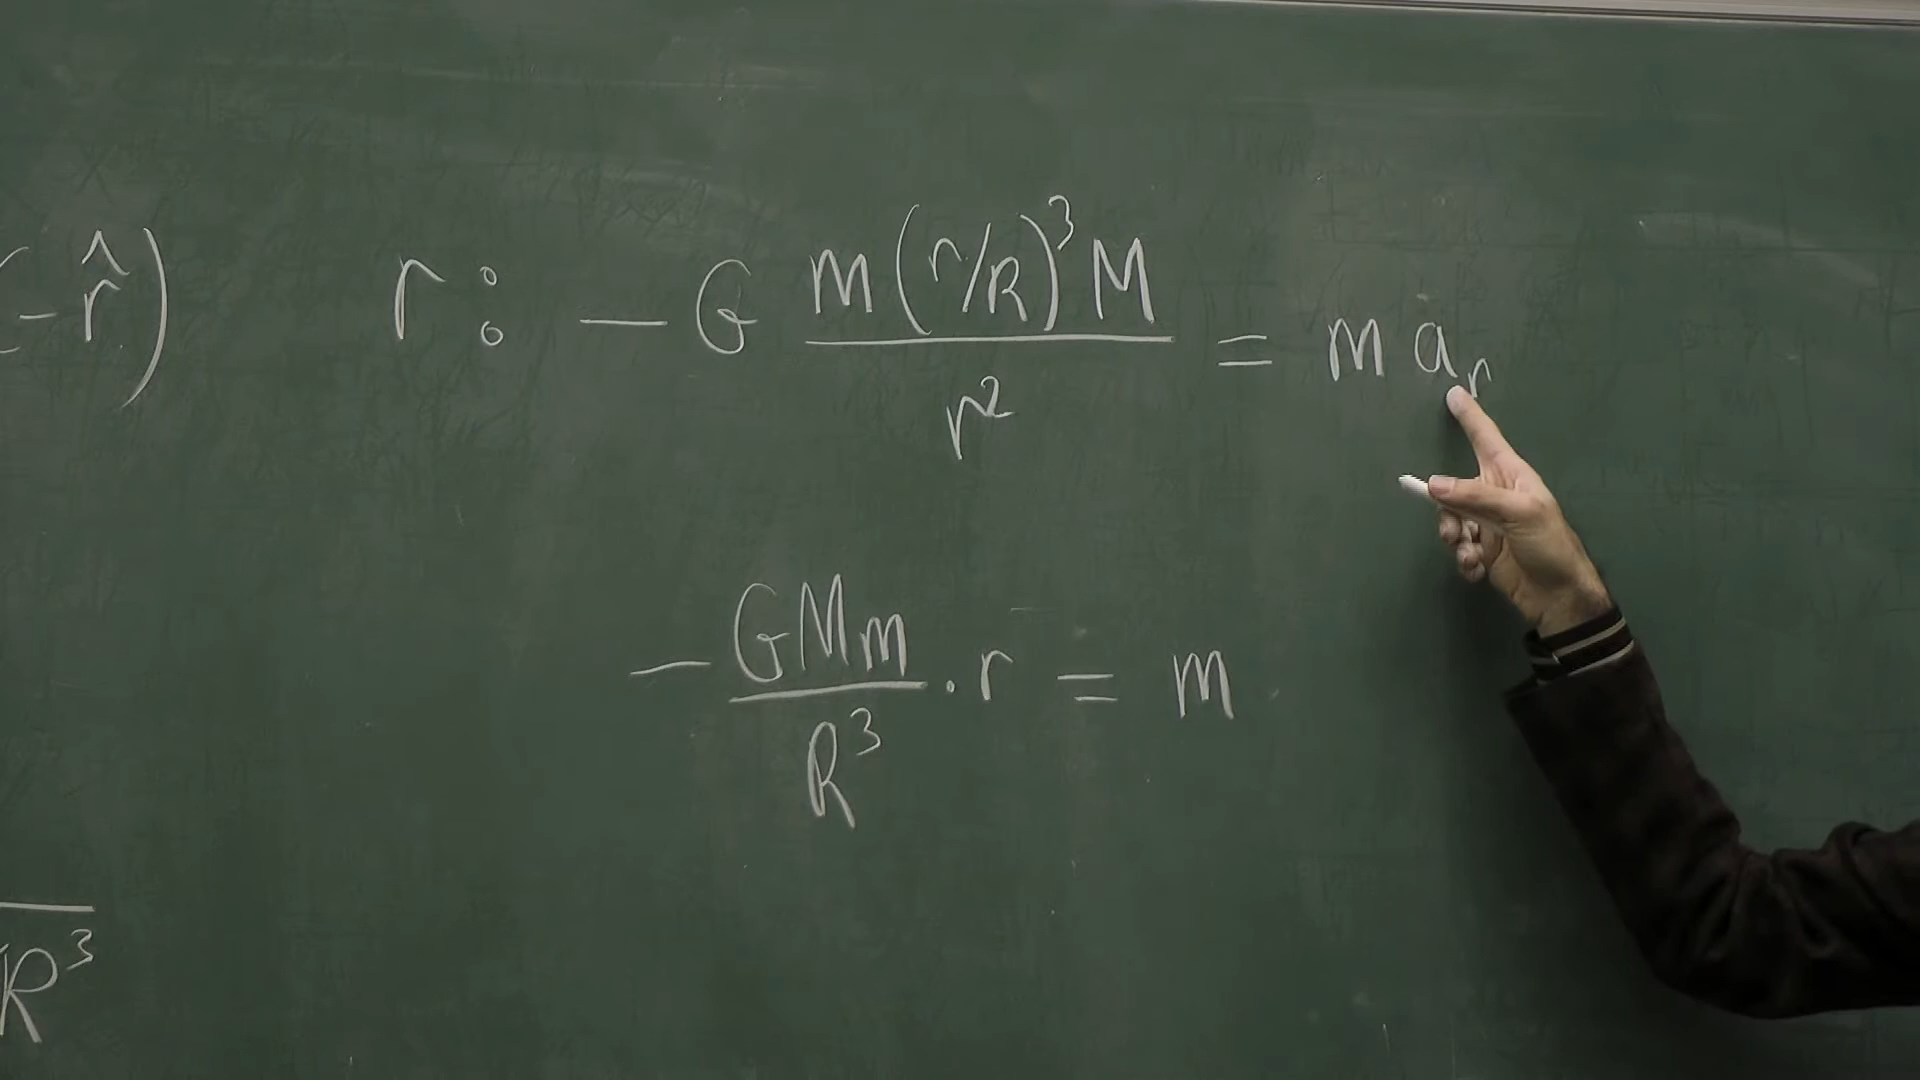 -r̂)
r: - G m(r/R)³M / r² = m a_r
- GMm / R³ · r = m
R³